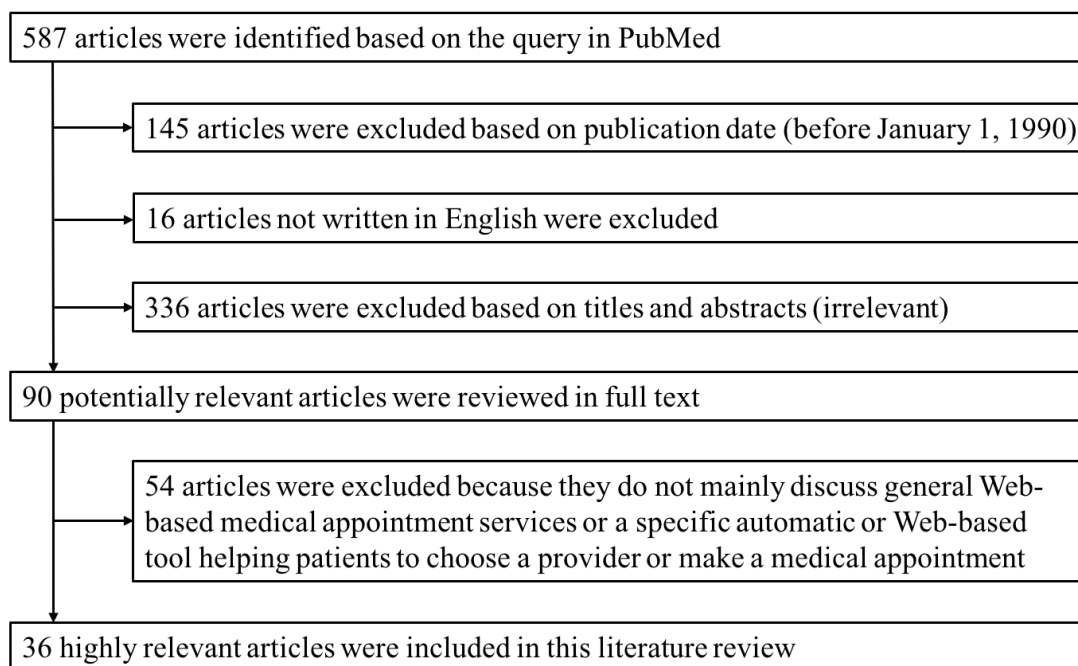 587 articles were identified based on the query in PubMed
145 articles were excluded based on publication date (before January 1, 1990)
16 articles not written in English were excluded
336 articles were excluded based on titles and abstracts (irrelevant)
90 potentially relevant articles were reviewed in full text
54 articles were excluded because they do not mainly discuss general Web-
based medical appointment services or a specific automatic or Web-based
tool helping patients to choose a provider or make a medical appointment
36 highly relevant articles were included in this literature review